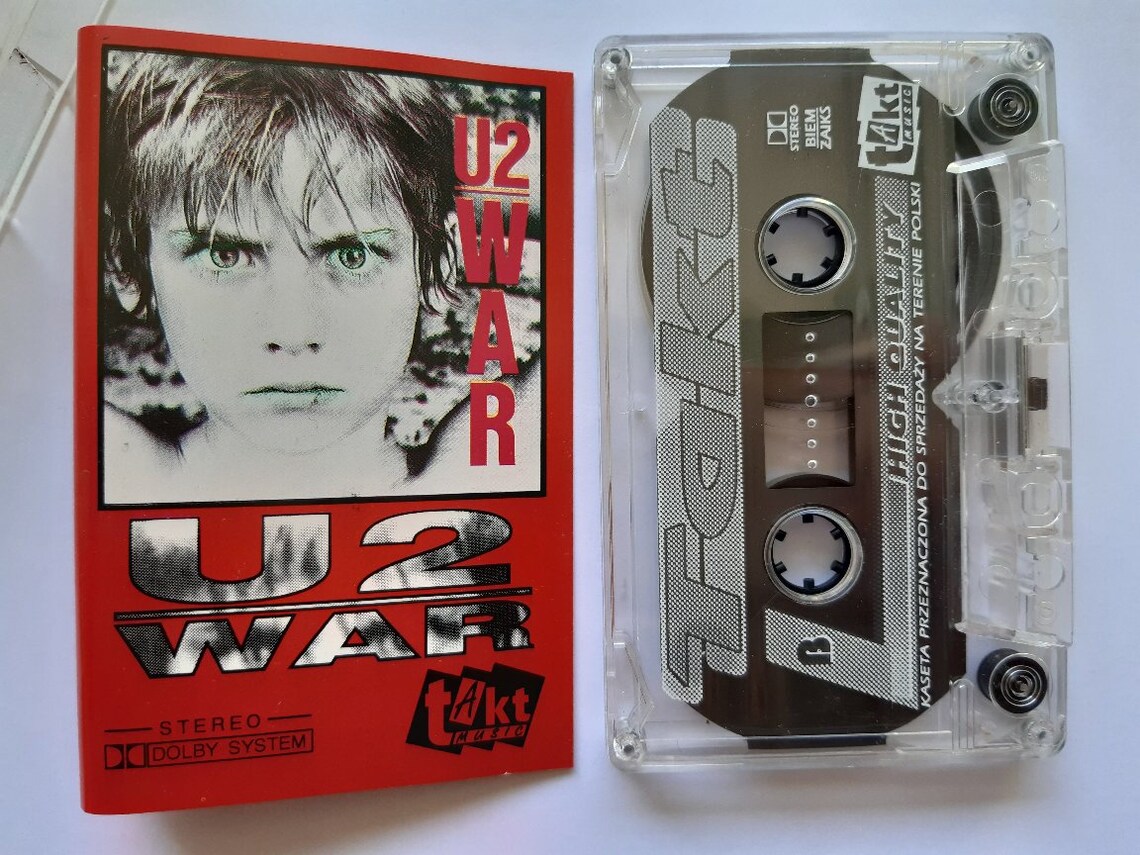 U2
W
A
R
U2
WAR
STEREO
DOLBY SYSTEM
tAkt
MUSIC
Takt
STEREO
BIEM
ZAIKS
tAkt
MUSIC
HIGH QUALITY
KASETA PRZEZNACZONA DO SPRZEDAŻY NA TERENIE POLSKI
B